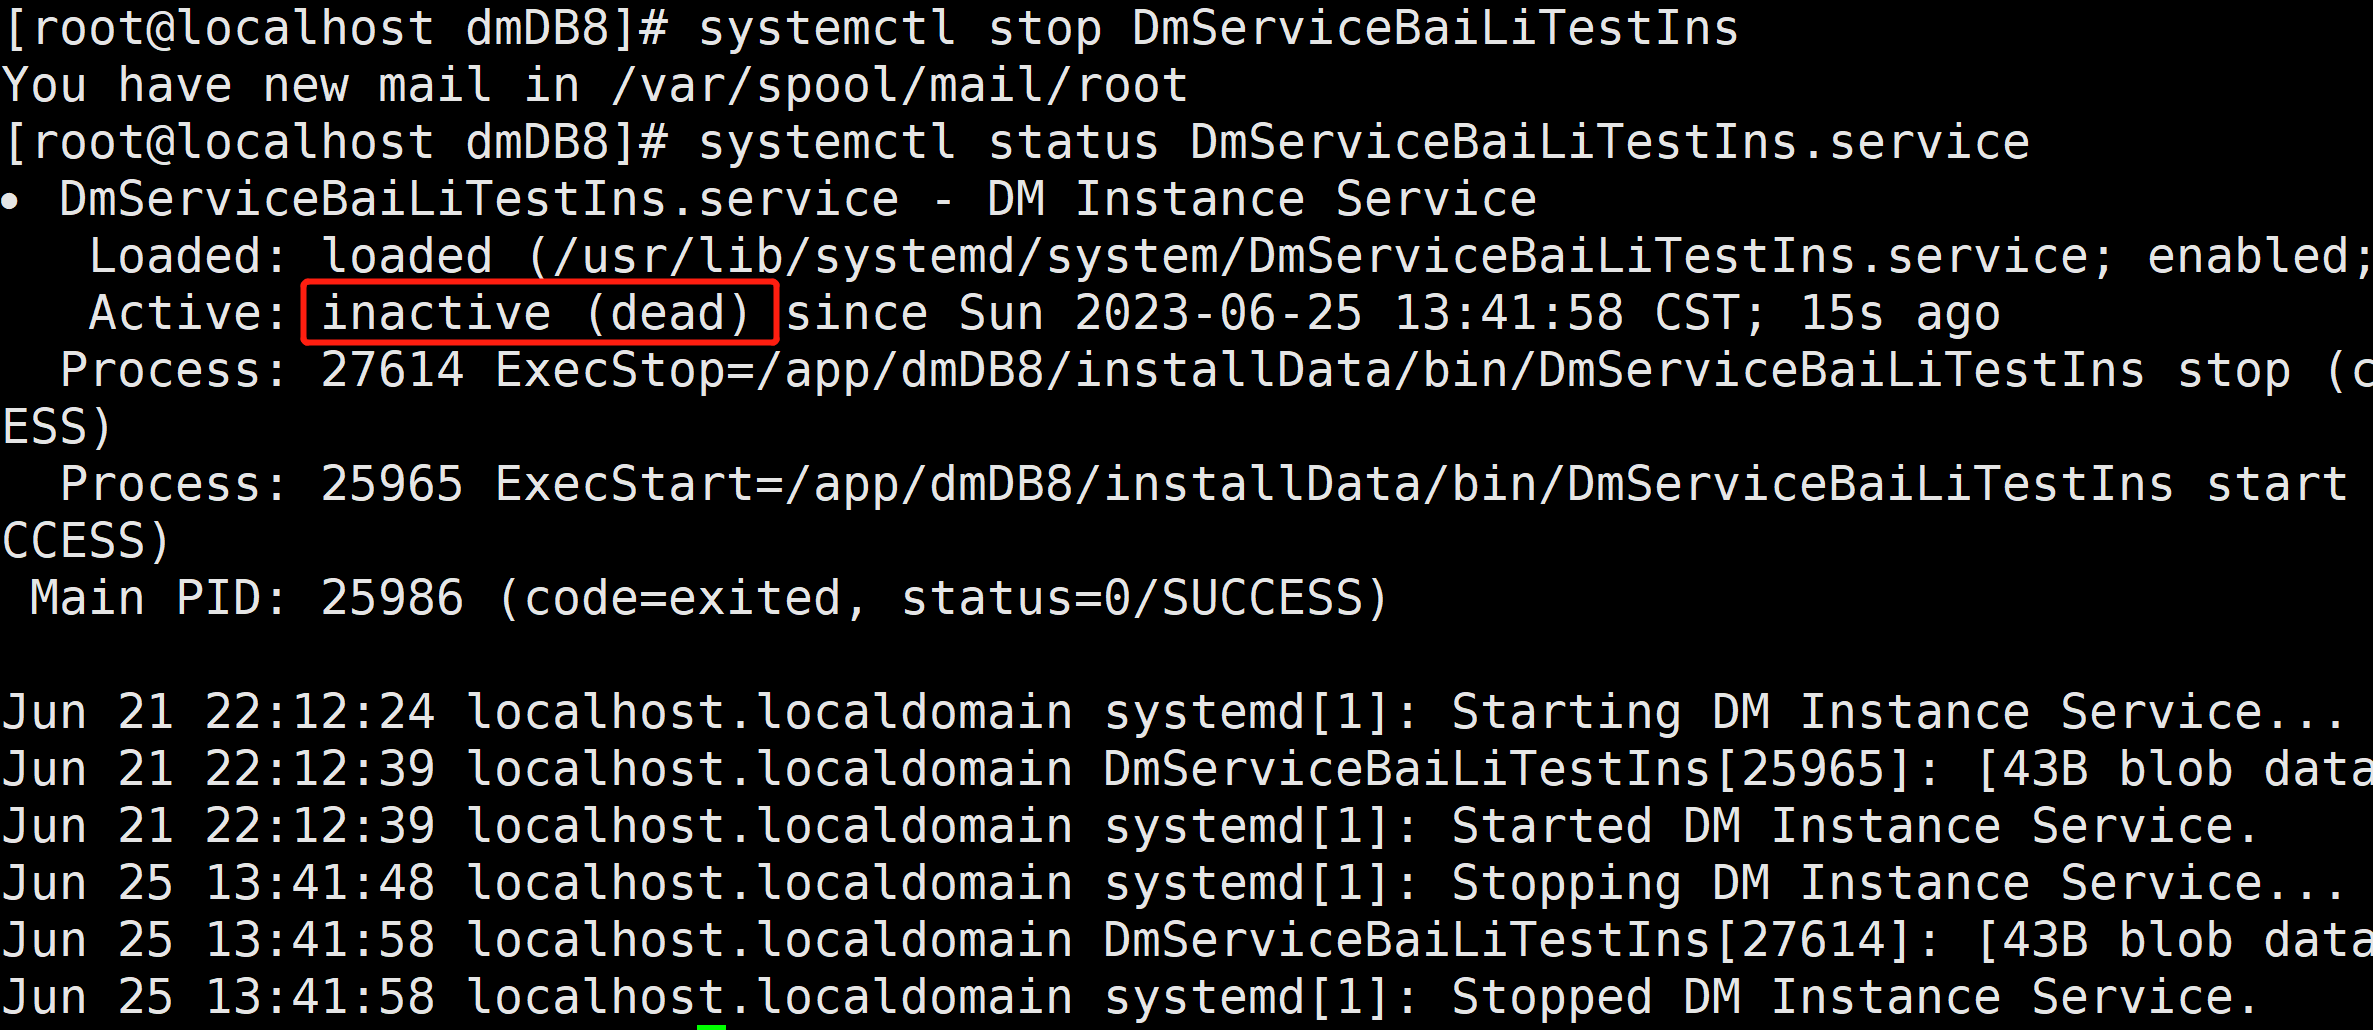 [root@localhost dmDB8]# systemctl stop DmServiceBaiLiTestIns
You have new mail in /var/spool/mail/root
[root@localhost dmDB8]# systemctl status DmServiceBaiLiTestIns.service
● DmServiceBaiLiTestIns.service - DM Instance Service
   Loaded: loaded (/usr/lib/systemd/system/DmServiceBaiLiTestIns.service; enabled;
   Active: inactive (dead) since Sun 2023-06-25 13:41:58 CST; 15s ago
  Process: 27614 ExecStop=/app/dmDB8/installData/bin/DmServiceBaiLiTestIns stop (c
ESS)
  Process: 25965 ExecStart=/app/dmDB8/installData/bin/DmServiceBaiLiTestIns start
CCESS)
 Main PID: 25986 (code=exited, status=0/SUCCESS)

Jun 21 22:12:24 localhost.localdomain systemd[1]: Starting DM Instance Service...
Jun 21 22:12:39 localhost.localdomain DmServiceBaiLiTestIns[25965]: [43B blob data
Jun 21 22:12:39 localhost.localdomain systemd[1]: Started DM Instance Service.
Jun 25 13:41:48 localhost.localdomain systemd[1]: Stopping DM Instance Service...
Jun 25 13:41:58 localhost.localdomain DmServiceBaiLiTestIns[27614]: [43B blob data
Jun 25 13:41:58 localhost.localdomain systemd[1]: Stopped DM Instance Service.